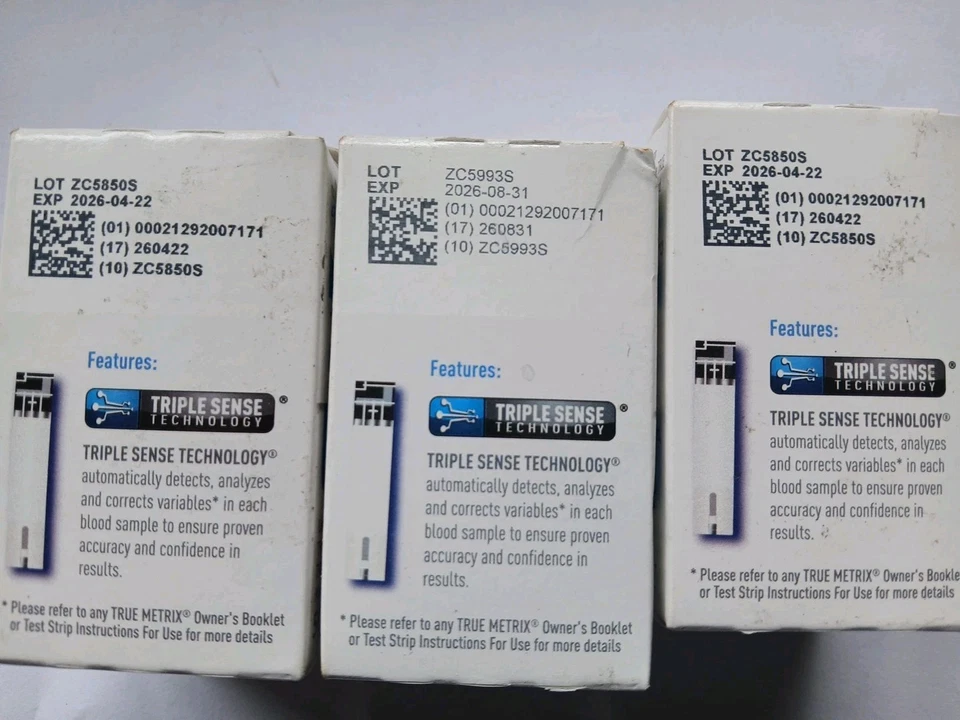 LOT ZC5850S
EXP 2026-04-22
(01) 00021292007171
(17) 260422
(10) ZC5850S
Features:
TRIPLE SENSE
TECHNOLOGY®
TRIPLE SENSE TECHNOLOGY®
automatically detects, analyzes
and corrects variables* in each
blood sample to ensure proven
accuracy and confidence in
results.
* Please refer to any TRUE METRIX® Owner's Booklet
or Test Strip Instructions For Use for more details
LOT ZC5993S
EXP 2026-08-31
(01) 00021292007171
(17) 260831
(10) ZC5993S
Features:
TRIPLE SENSE
TECHNOLOGY®
TRIPLE SENSE TECHNOLOGY®
automatically detects, analyzes
and corrects variables* in each
blood sample to ensure proven
accuracy and confidence in
results.
* Please refer to any TRUE METRIX® Owner's Booklet
or Test Strip Instructions For Use for more details
LOT ZC5850S
EXP 2026-04-22
(01) 00021292007171
(17) 260422
(10) ZC5850S
Features:
TRIPLE SENSE
TECHNOLOGY®
TRIPLE SENSE TECHNOLOGY®
automatically detects, analyzes
and corrects variables* in each
blood sample to ensure proven
accuracy and confidence in
results.
* Please refer to any TRUE METRIX® Owner's Bookle
or Test Strip Instructions For Use for more details